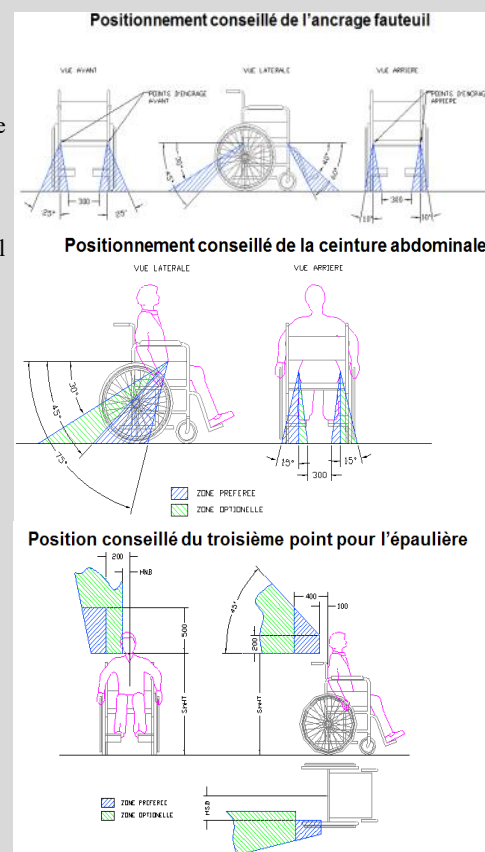 Positionnement conseillé de l'ancrage fauteuil
VUE AVANT
VUE LATERALE
VUE ARRIERE
POINTS D'ENCRAGE
AVANT
POINTS D'ENCRAGE
ARRIERE
e
30°
45°
40°
60°
300
25°
25°
300
10°
10°
l
Positionnement conseillé de la ceinture abdominale
VUE LATERALE
VUE ARRIERE
30°
45°
75°
15°
15°
300
ZONE PREFEREE
ZONE OPTIONELLE
Position conseillé du troisième point pour l'épaulière
200
500
45°
400
100
200
ZONE PREFEREE
ZONE OPTIONELLE